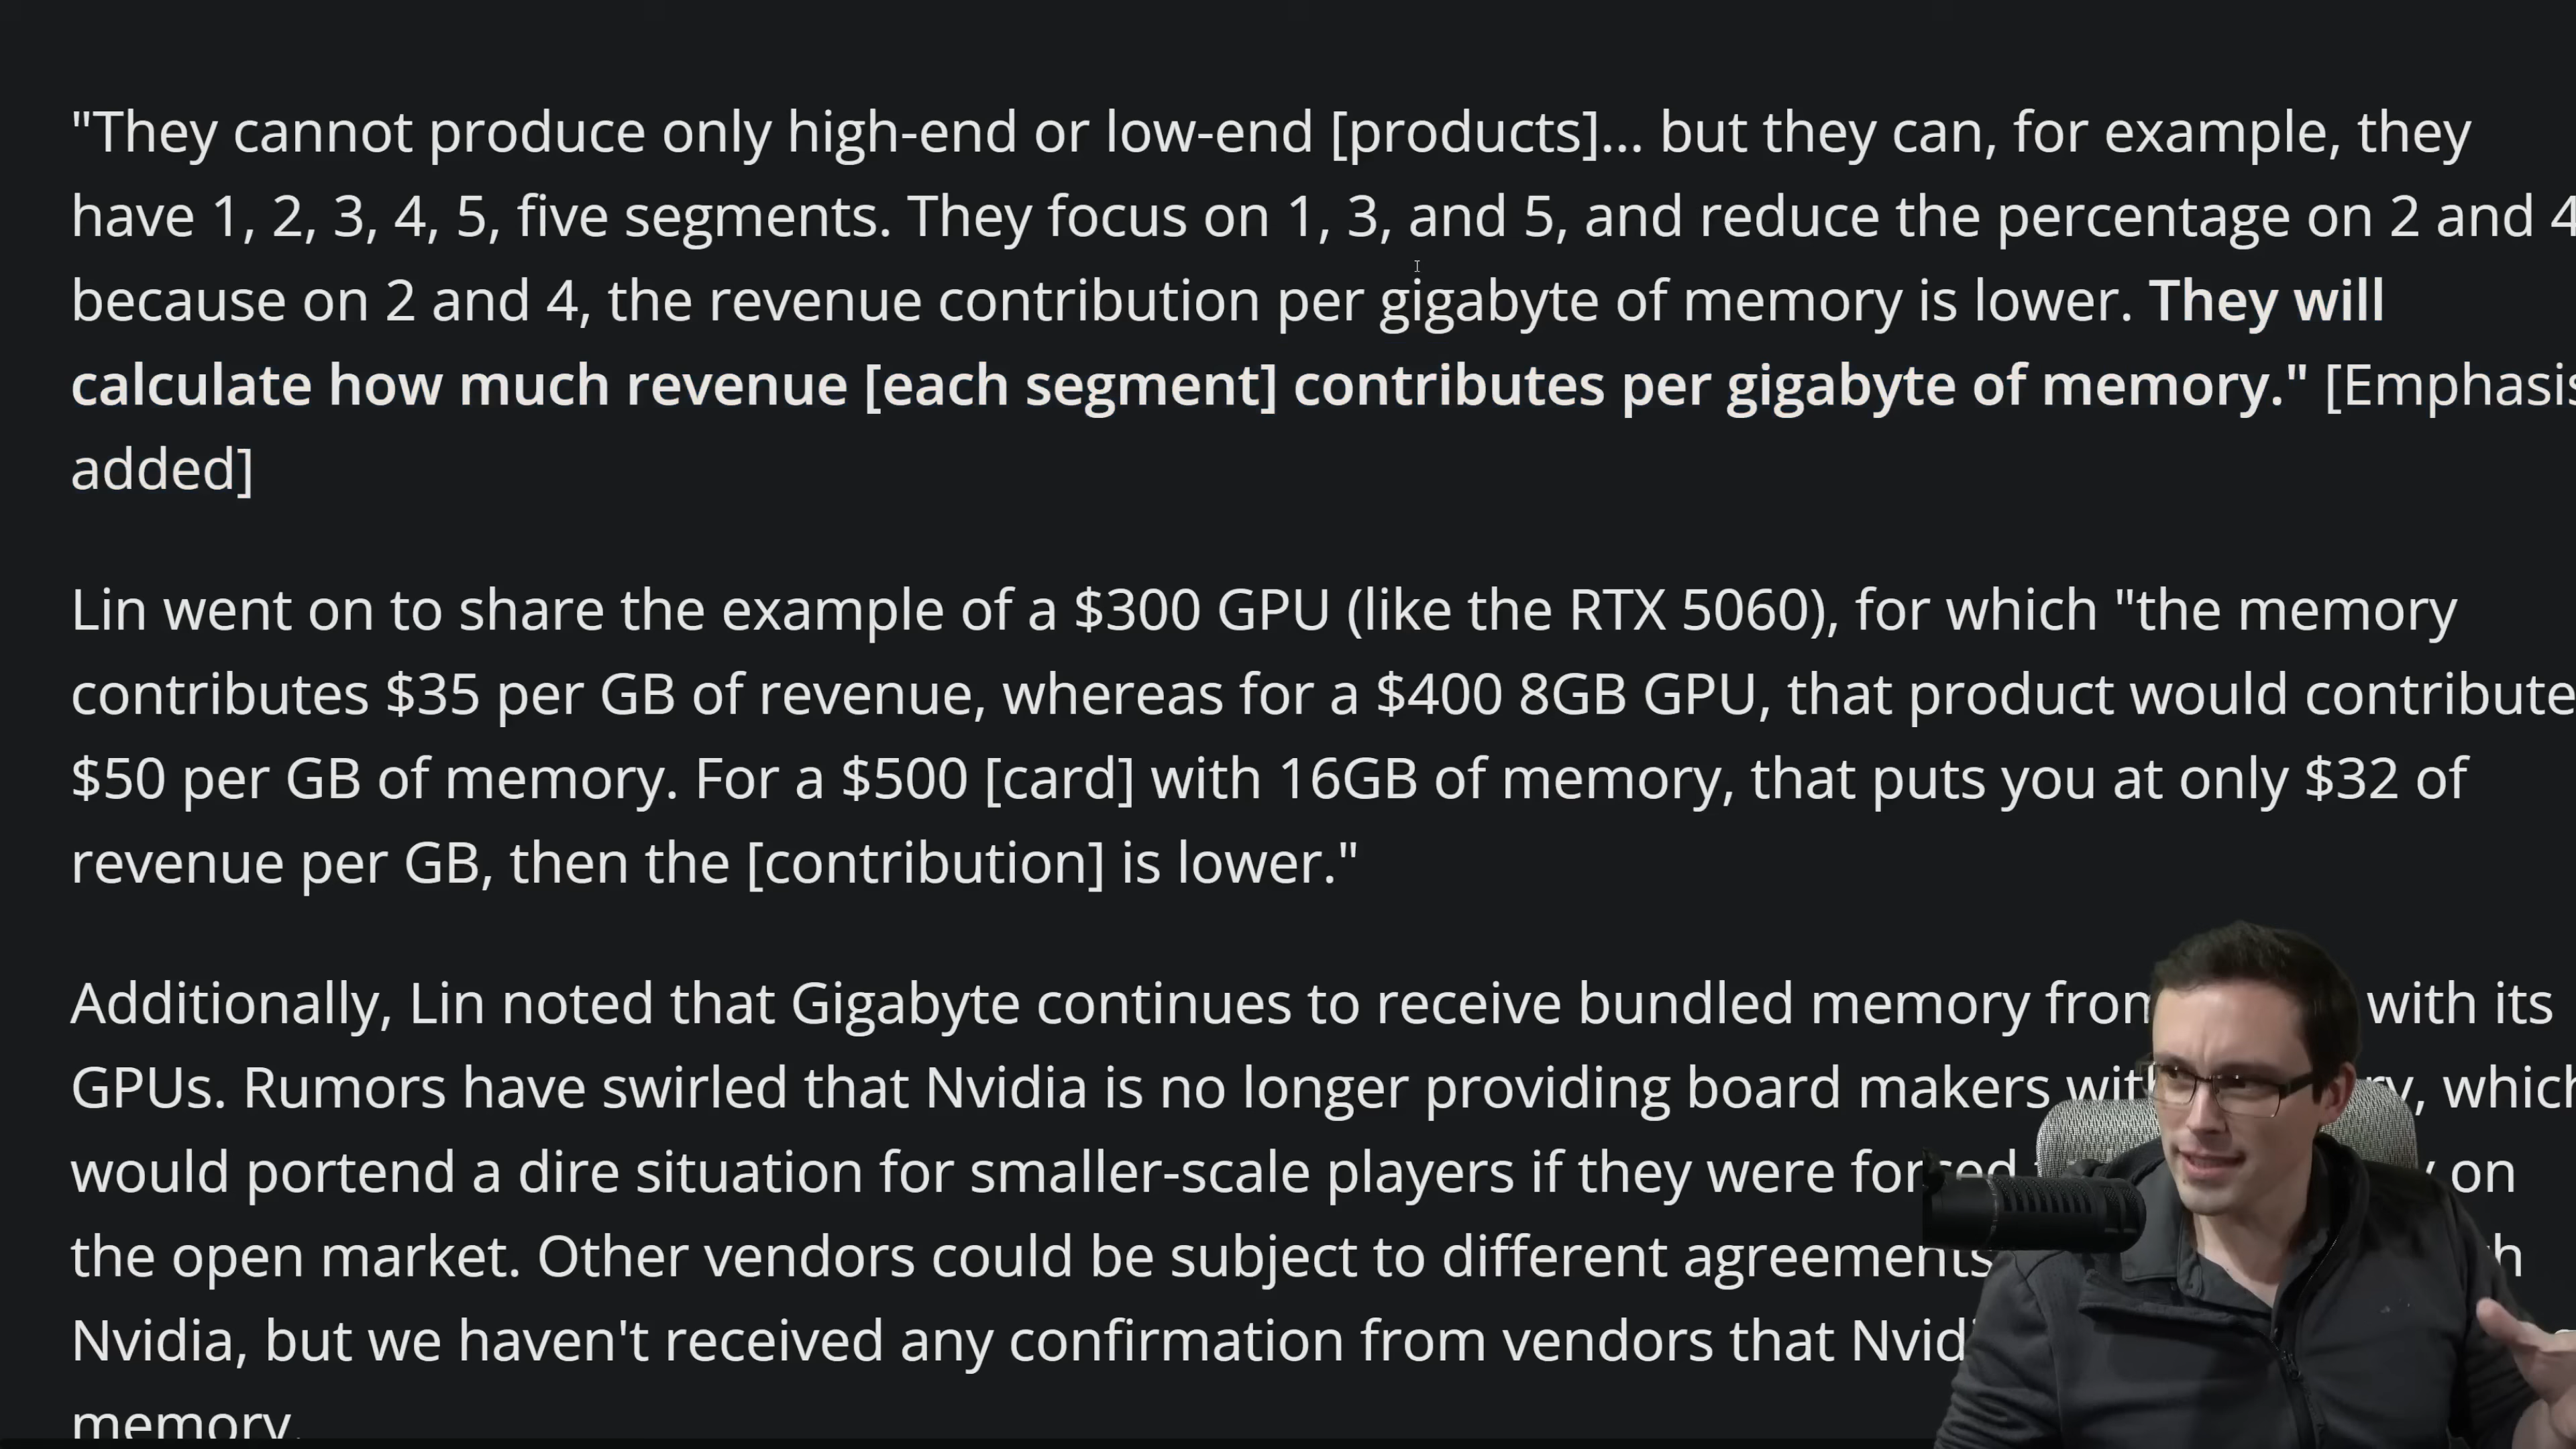 "They cannot produce only high-end or low-end [products]... but they can, for example, they
have 1, 2, 3, 4, 5, five segments. They focus on 1, 3, and 5, and reduce the percentage on 2 and 4
because on 2 and 4, the revenue contribution per gigabyte of memory is lower. They will
calculate how much revenue [each segment] contributes per gigabyte of memory." [Emphasis
added]
Lin went on to share the example of a $300 GPU (like the RTX 5060), for which "the memory
contributes $35 per GB of revenue, whereas for a $400 8GB GPU, that product would contribute
$50 per GB of memory. For a $500 [card] with 16GB of memory, that puts you at only $32 of
revenue per GB, then the [contribution] is lower."
Additionally, Lin noted that Gigabyte continues to receive bundled memory from with its
GPUs. Rumors have swirled that Nvidia is no longer providing board makers with which
would portend a dire situation for smaller-scale players if they were forced on
the open market. Other vendors could be subject to different agreements
Nvidia, but we haven't received any confirmation from vendors that
memory.